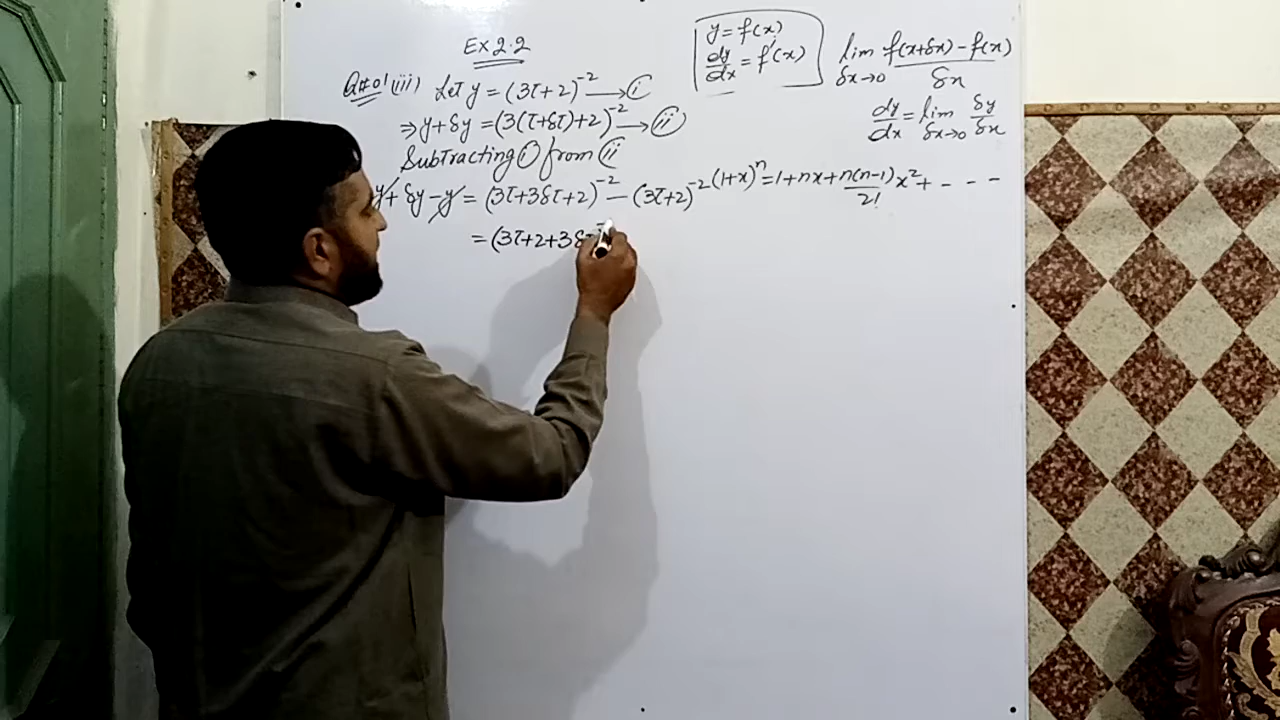 Ex 2.2
Q#01 (iii) Let y = (3τ+2)^-2 → (i)
⇒ y+δy = (3(τ+δτ)+2)^-2 → (ii)
Subtracting (i) from (ii)
y+δy-y = (3τ+3δτ+2)^-2 - (3τ+2)^-2
= (3τ+2+3δ
y = f(x)
dy/dx = f'(x)
lim δx→0 f(x+δx) - f(x) / δx
dy/dx = lim δx→0 δy/δx
(1+x)^n = 1+nx+n(n-1)/2! x^2 + - - -